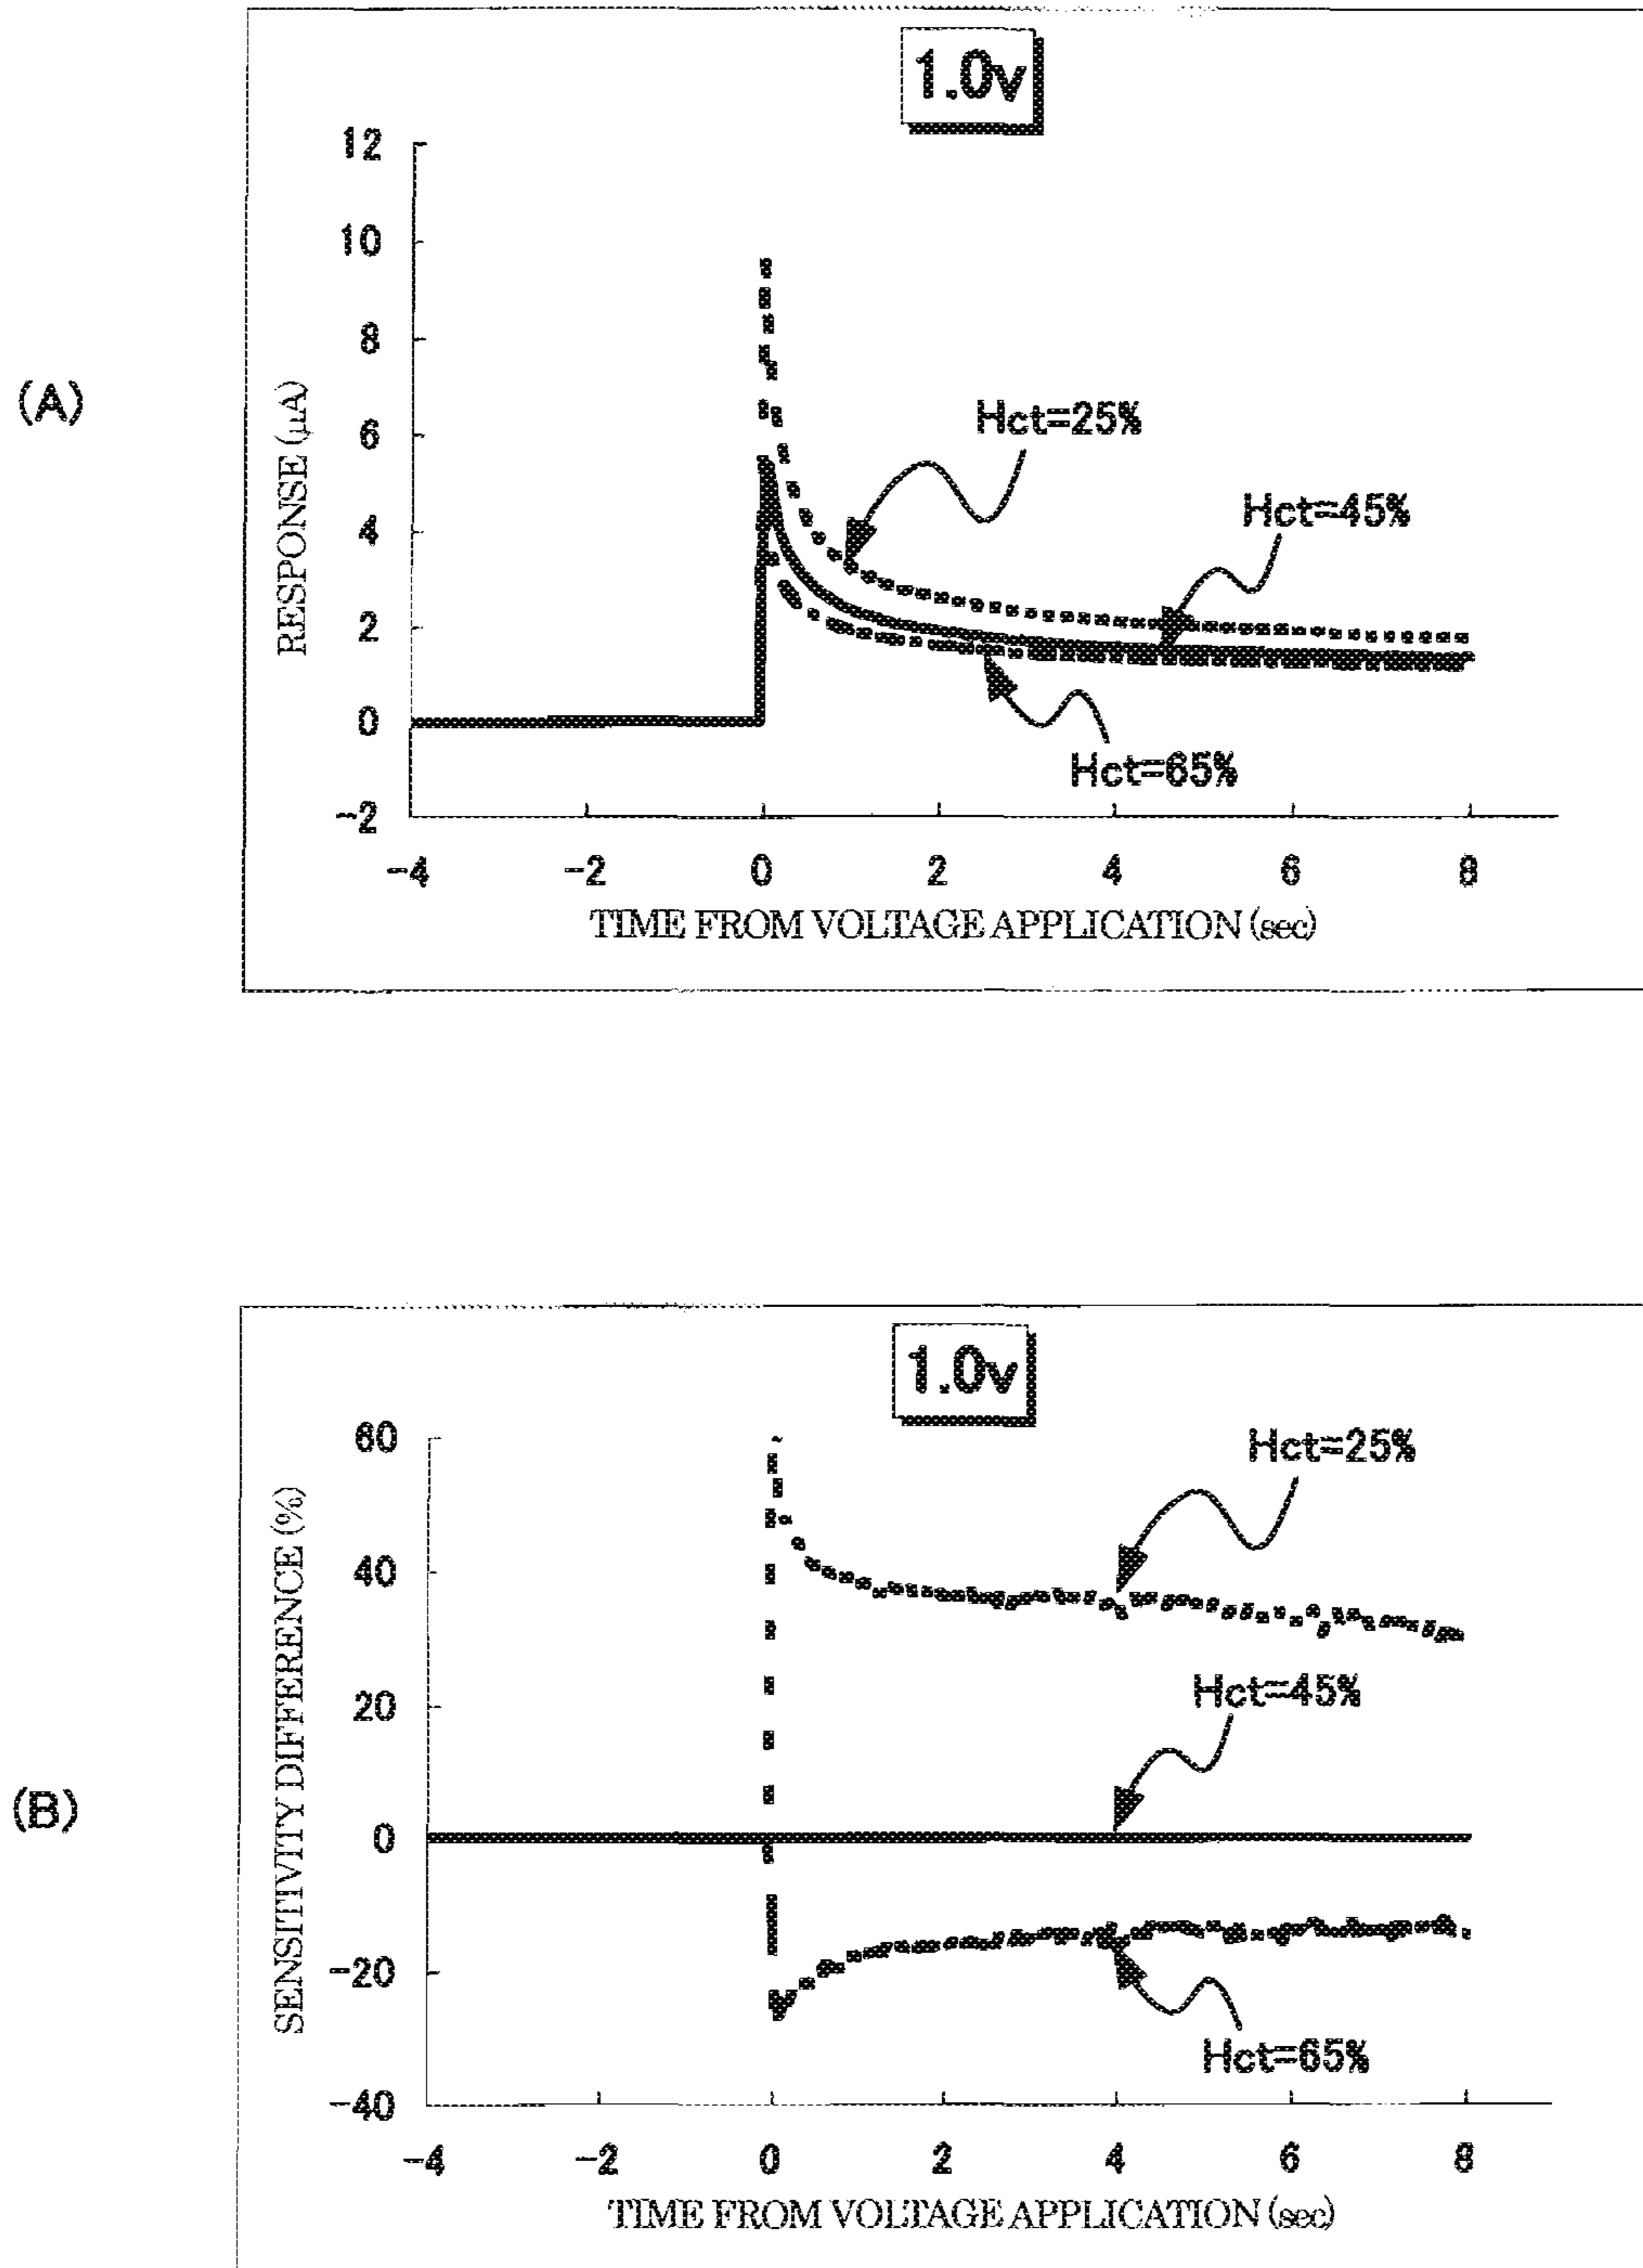 1.0v
(A)
RESPONSE (μA)
12
10
8
6
4
2
0
-2
Hct=25%
Hct=45%
Hct=65%
-4 -2 0 2 4 6 8
TIME FROM VOLTAGE APPLICATION (sec)
1.0v
(B)
SENSITIVITY DIFFERENCE (%)
60
40
20
0
-20
-40
Hct=25%
Hct=45%
Hct=65%
-4 -2 0 2 4 6 8
TIME FROM VOLTAGE APPLICATION (sec)